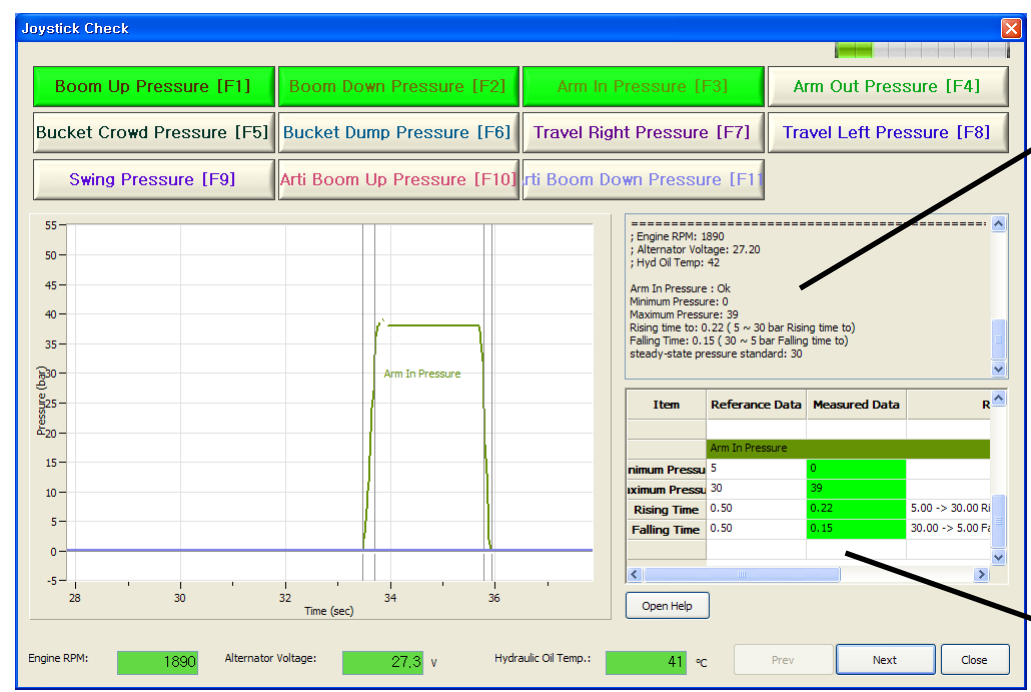 Joystick Check
Boom Up Pressure [F1]
Boom Down Pressure [F2]
Arm In Pressure [F3]
Arm Out Pressure [F4]
Bucket Crowd Pressure [F5]
Bucket Dump Pressure [F6]
Travel Right Pressure [F7]
Travel Left Pressure [F8]
Swing Pressure [F9]
Arti Boom Up Pressure [F10]
rti Boom Down Pressure [F11
55
50
45
40
35
30
25
20
15
10
5
0
-5
Pressure (bar)
Arm In Pressure
28 30 32 34 36
Time (sec)
==================================================
; Engine RPM: 1890
; Alternator Voltage: 27.20
; Hyd Oil Temp: 42
Arm In Pressure : Ok
Minimum Pressure: 0
Maximum Pressure: 39
Rising time to: 0.22 ( 5 ~ 30 bar Rising time to)
Falling Time: 0.15 ( 30 ~ 5 bar Falling time to)
steady-state pressure standard: 30
Item Referance Data Measured Data R
Arm In Pressure
nimum Pressu 5 0
aximum Pressu 30 39
Rising Time 0.50 0.22 5.00 -> 30.00 Ri
Falling Time 0.50 0.15 30.00 -> 5.00 Fa
Open Help
Engine RPM: 1890 Alternator Voltage: 27,3 V Hydraulic Oil Temp.: 41 ℃
Prev Next Close